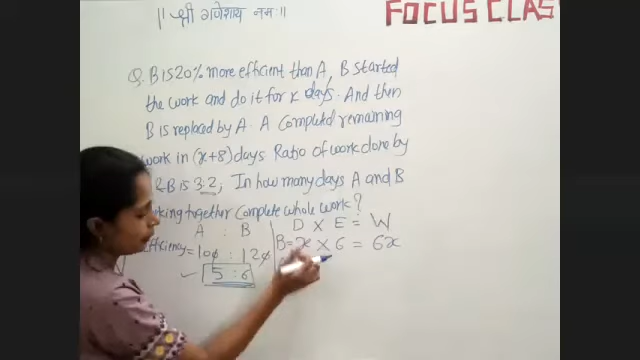 || श्री गणेशाय नमः ||
FOCUS CLAS
Q. B is 20% more efficient than A, B started
the work and do it for x days. And then
B is replaced by A. A Completed remaining
work in (x+8) days Ratio of work done by
&B is 3:2, In how many days A and B
working together Complete whole work?
A : B
D X E = W
Efficiency = 100 : 120
B = x X 6 = 6x
5 : 6